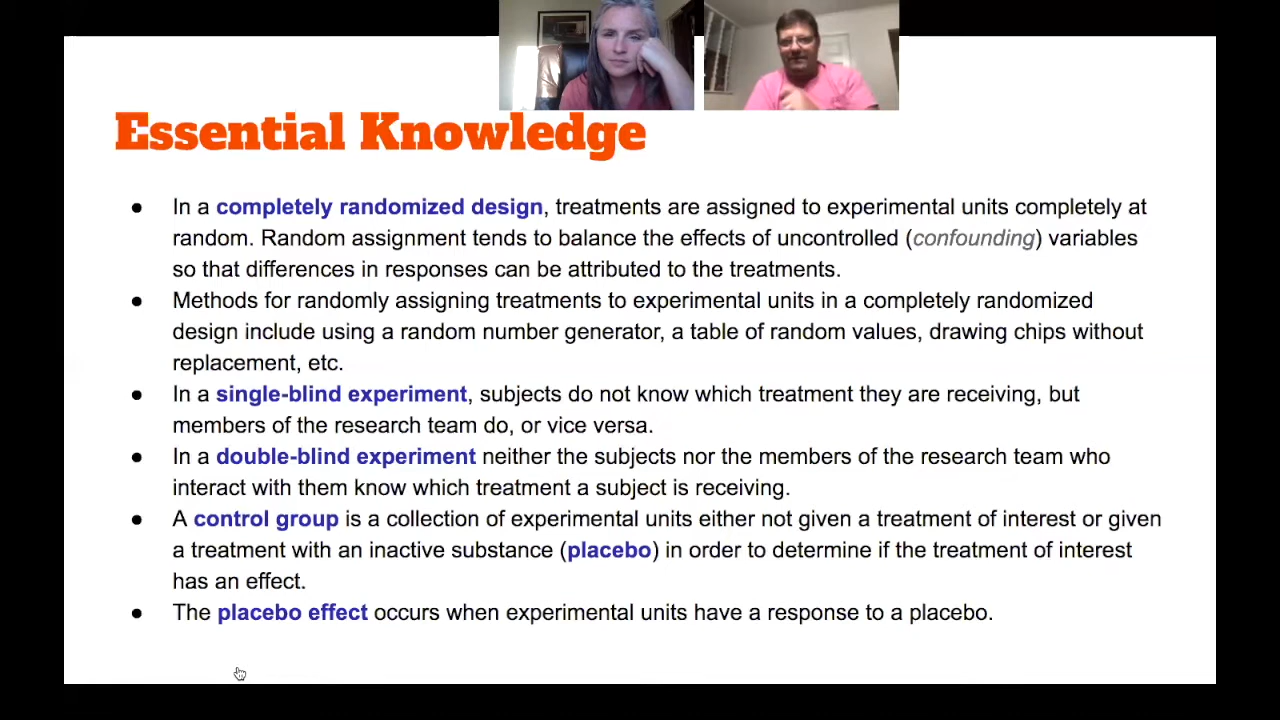 Essential Knowledge
● In a completely randomized design, treatments are assigned to experimental units completely at
random. Random assignment tends to balance the effects of uncontrolled (confounding) variables
so that differences in responses can be attributed to the treatments.
● Methods for randomly assigning treatments to experimental units in a completely randomized
design include using a random number generator, a table of random values, drawing chips without
replacement, etc.
● In a single-blind experiment, subjects do not know which treatment they are receiving, but
members of the research team do, or vice versa.
● In a double-blind experiment neither the subjects nor the members of the research team who
interact with them know which treatment a subject is receiving.
● A control group is a collection of experimental units either not given a treatment of interest or given
a treatment with an inactive substance (placebo) in order to determine if the treatment of interest
has an effect.
● The placebo effect occurs when experimental units have a response to a placebo.